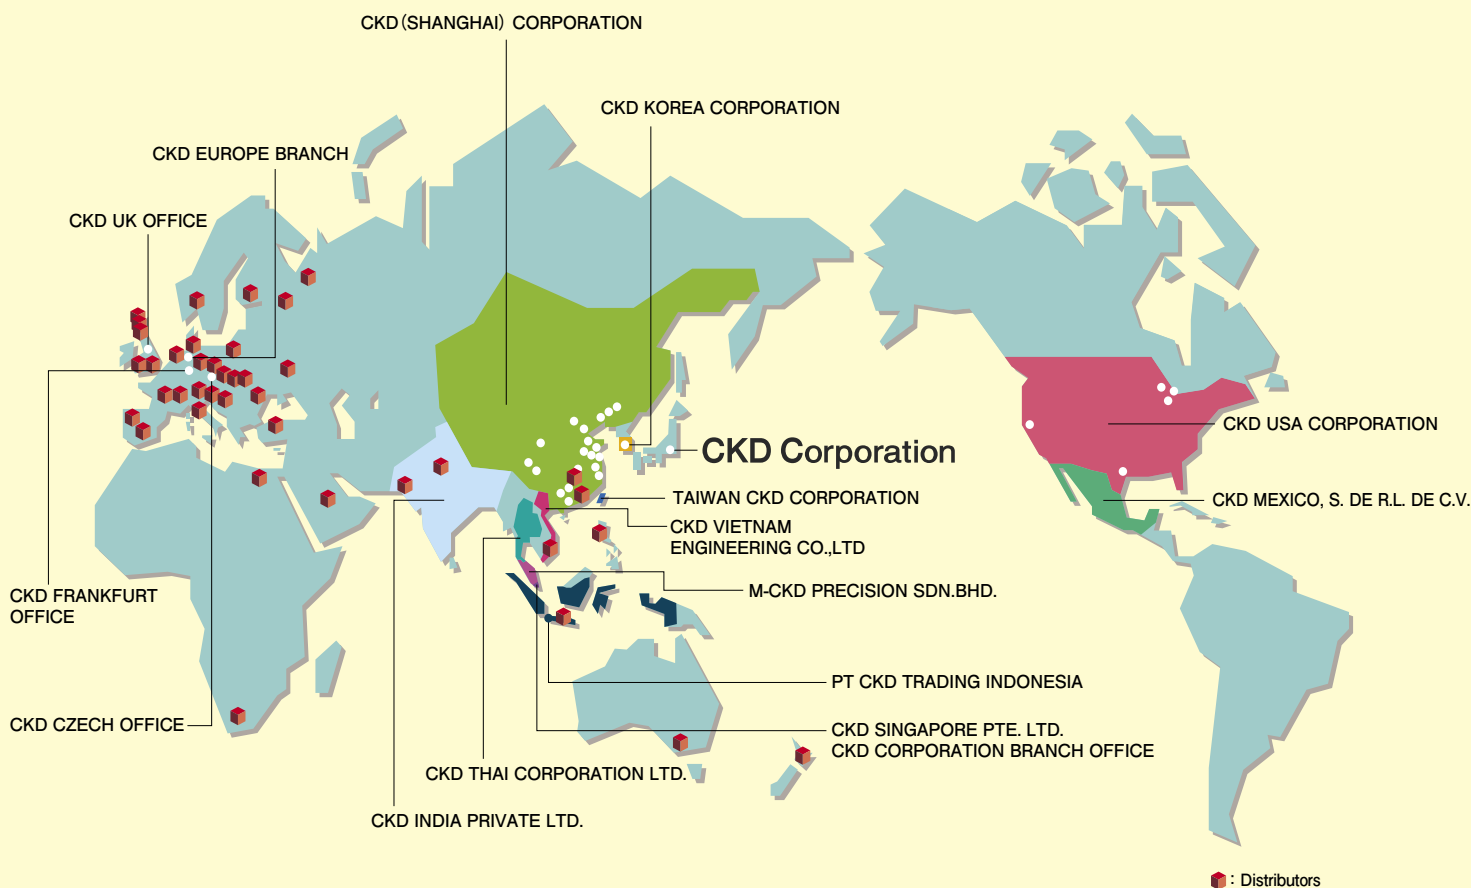 CKD(SHANGHAI) CORPORATION
CKD KOREA CORPORATION
CKD EUROPE BRANCH
CKD UK OFFICE
CKD USA CORPORATION
CKD Corporation
TAIWAN CKD CORPORATION
CKD MEXICO, S. DE R.L. DE C.V.
CKD VIETNAM
ENGINEERING CO.,LTD
M-CKD PRECISION SDN.BHD.
CKD FRANKFURT
OFFICE
PT CKD TRADING INDONESIA
CKD CZECH OFFICE
CKD SINGAPORE PTE. LTD.
CKD CORPORATION BRANCH OFFICE
CKD THAI CORPORATION LTD.
CKD INDIA PRIVATE LTD.
: Distributors